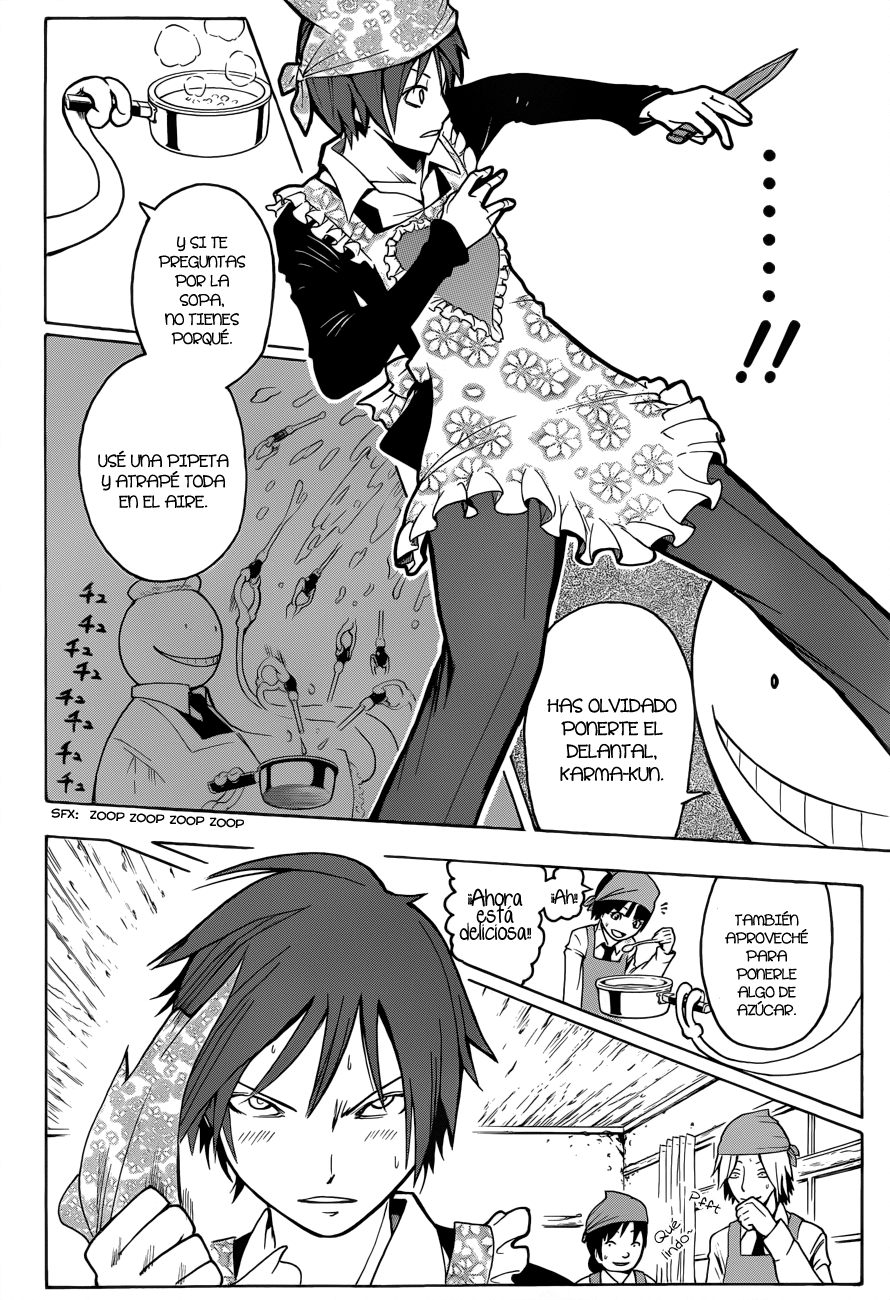 Y SI TE
PREGUNTAS
POR LA
SOPA,
NO TIENES
PORQUÉ.
USÉ UNA PIPETA
Y ATRAPÉ TODA
EN EL AIRE.
!!
チュ
チュ
チュ
チュ
チュ
チュ
チュ
チュ
SFX: ZOOP ZOOP ZOOP ZOOP
HAS OLVIDADO
PONERTE EL
DELANTAL,
KARMA-KUN.
TAMBIÉN
APROVECHÉ
PARA
PONERLE
ALGO DE
AZÚCAR.
¡Ah!!
¡¡Ahora
está
deliciosa!!
Pfft
Qué
lindo~